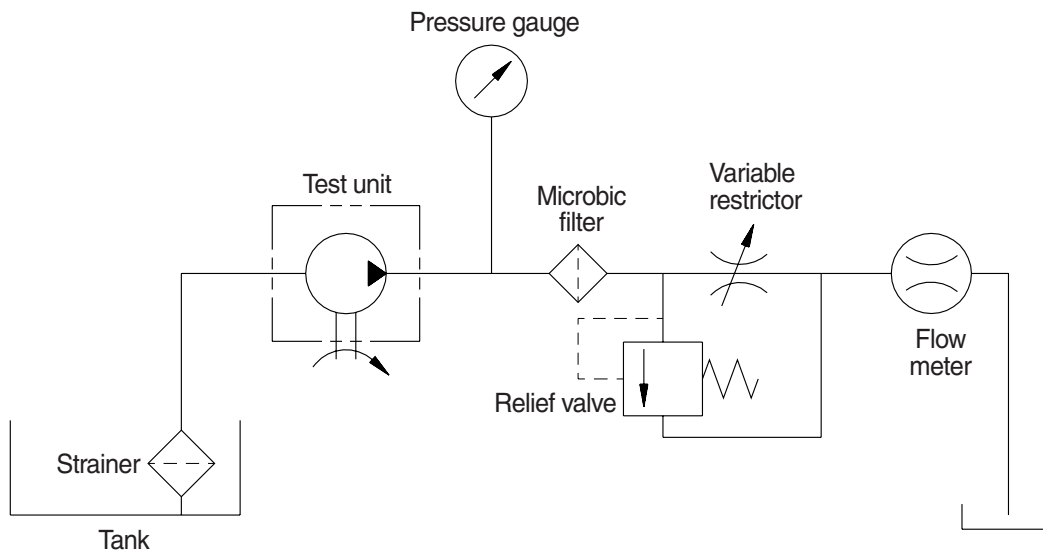 Pressure gauge
Test unit
Microbic
filter
Variable
restrictor
Flow
meter
Relief valve
Strainer
Tank